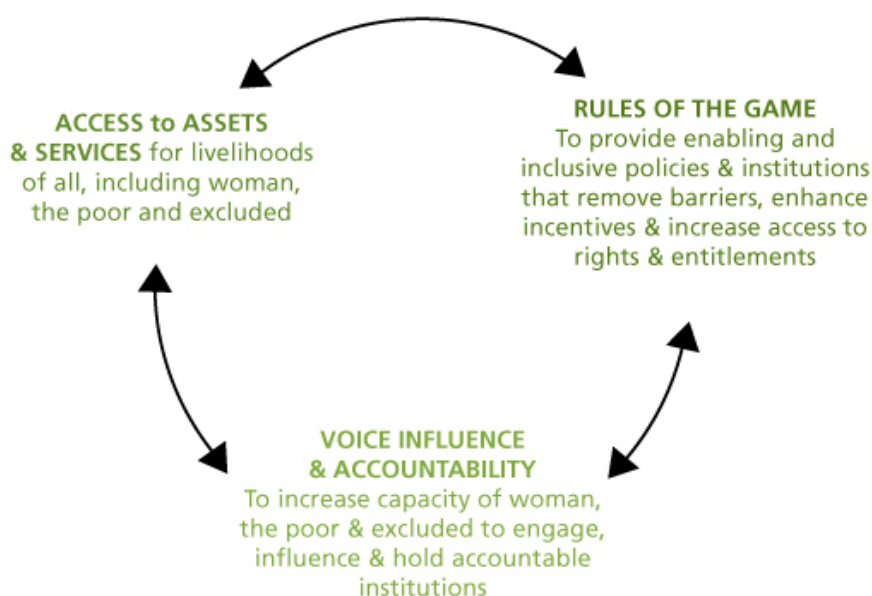 ACCESS to ASSETS
& SERVICES for livelihoods
of all, including woman,
the poor and excluded
RULES OF THE GAME
To provide enabling and
inclusive policies & institutions
that remove barriers, enhance
incentives & increase access to
rights & entitlements
VOICE INFLUENCE
& ACCOUNTABILITY
To increase capacity of woman,
the poor & excluded to engage,
influence & hold accountable
institutions